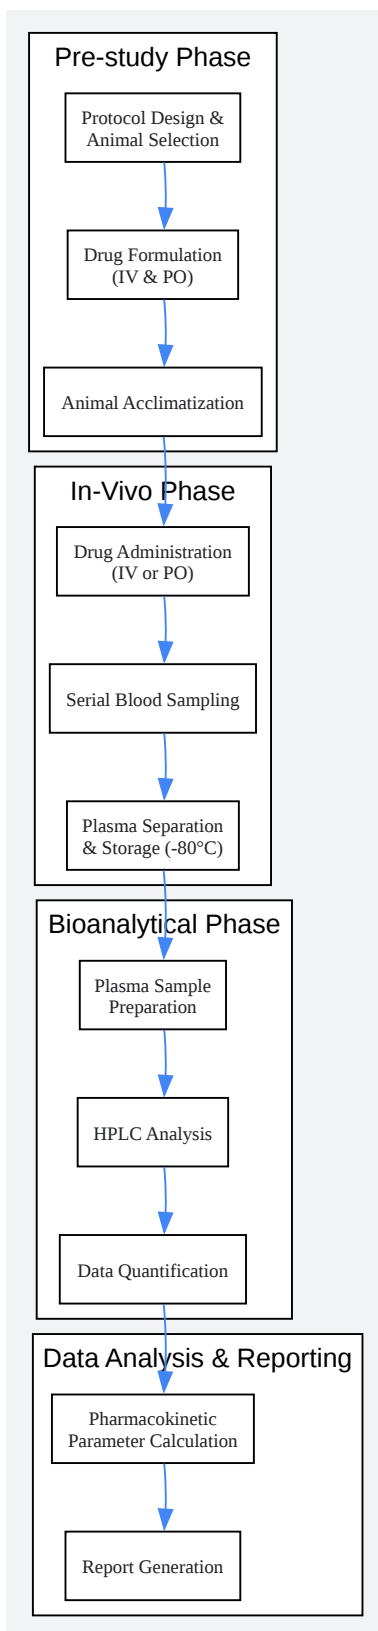 Pre-study Phase
Protocol Design &
Animal Selection
Drug Formulation
(IV & PO)
Animal Acclimatization
In-Vivo Phase
Drug Administration
(IV or PO)
Serial Blood Sampling
Plasma Separation
& Storage (-80°C)
Bioanalytical Phase
Plasma Sample
Preparation
HPLC Analysis
Data Quantification
Data Analysis & Reporting
Pharmacokinetic
Parameter Calculation
Report Generation